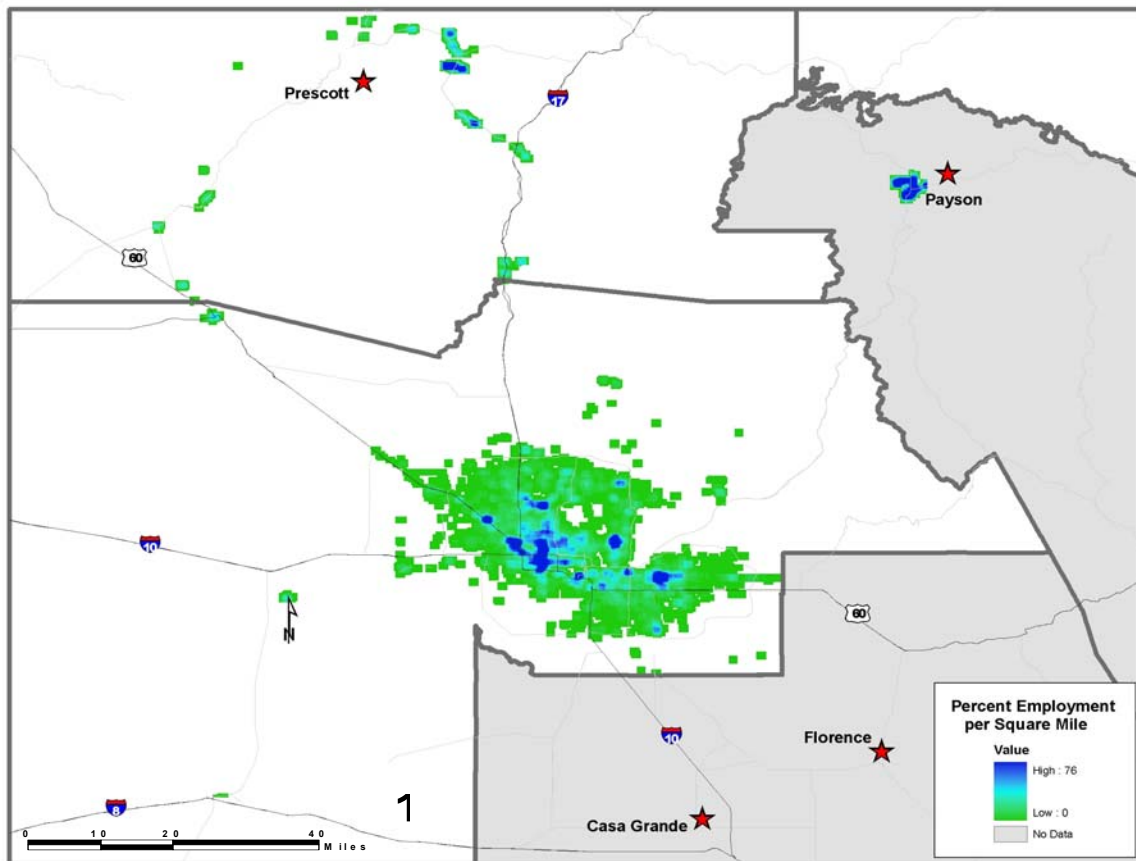 Prescott
17
Payson
60
10
N
60
Percent Employment
per Square Mile
Value
High : 76
Low : 0
No Data
Florence
10
8
1
Casa Grande
0 10 20 40
Miles